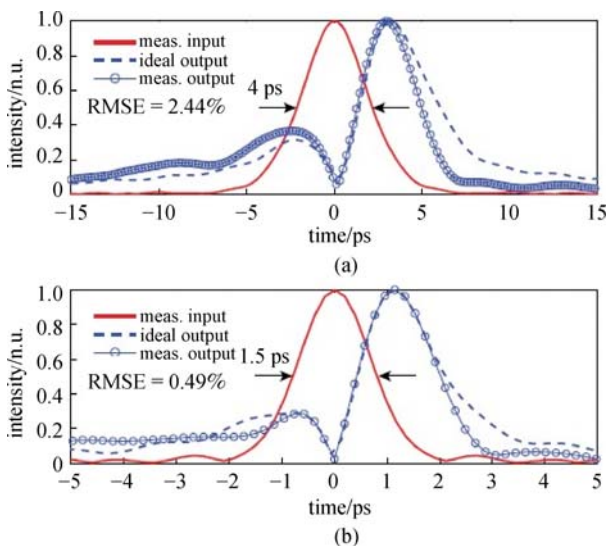 intensity/n.u.
1.0
0.8
0.6
0.4
0.2
0
meas. input
ideal output
meas. output
RMSE = 2.44%
4 ps
−15
−10
−5
0
5
10
15
time/ps
(a)
intensity/n.u.
1.0
0.8
0.6
0.4
0.2
0
meas. input
ideal output
meas. output
RMSE = 0.49%
1.5 ps
−5
−4
−3
−2
−1
0
1
2
3
4
5
time/ps
(b)